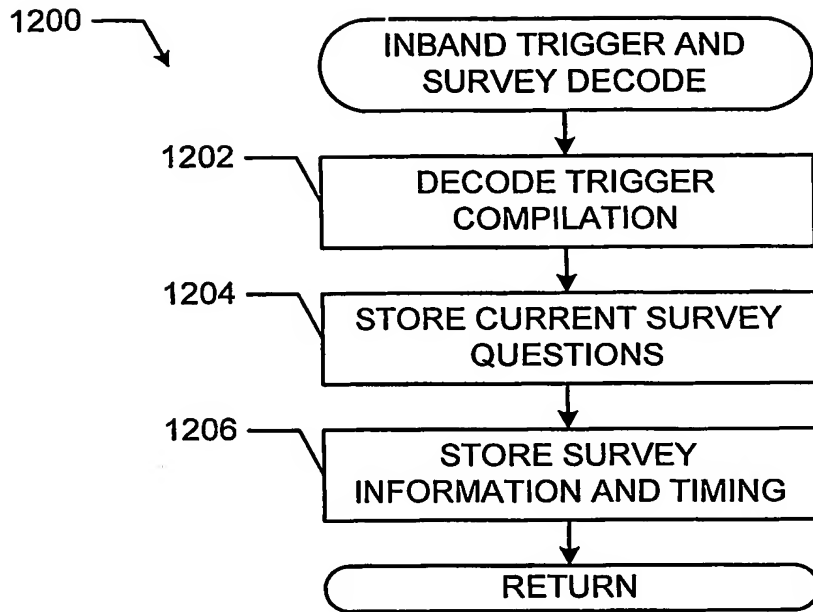 1200
INBAND TRIGGER AND
SURVEY DECODE
1202
DECODE TRIGGER
COMPILATION
1204
STORE CURRENT SURVEY
QUESTIONS
1206
STORE SURVEY
INFORMATION AND TIMING
RETURN